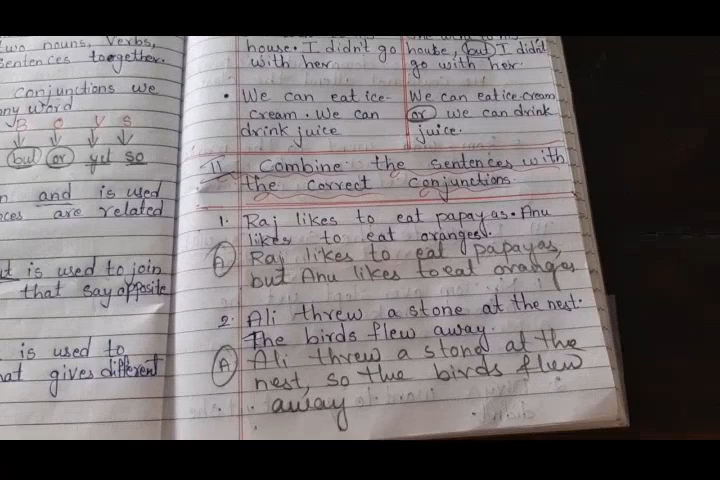 two nouns, Verbs,
sentences together.
conjunctions we
any word
B O Y S
but or yet so
and is used
are related
t is used to join
that say opposite
is used to
hat gives different
house. I didn't go
with her.
• We can eat ice-
cream. We can
drink juice
house, but I didn't
go with her.
We can eat ice-cream
or we can drink
juice.
II Combine the sentences with
the correct conjunctions.
1. Raj likes to eat papayas. Anu
likes to eat oranges.
A Raj likes to eat papayas,
but Anu likes to eat oranges
2. Ali threw a stone at the nest.
The birds flew away.
A Ali threw a stone at the
nest, so the birds flew
away